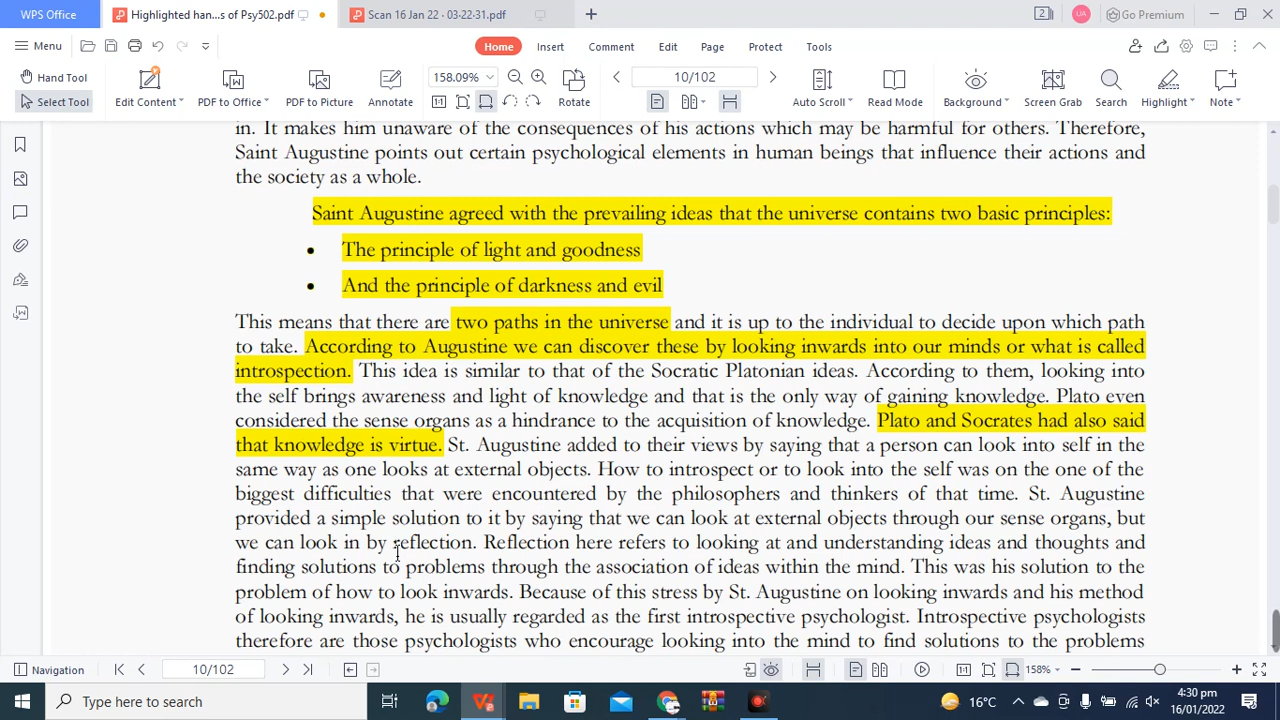 WPS Office
Highlighted han...s of Psy502.pdf
Scan 16 Jan 22 - 03-22-31.pdf
2
UA
Go Premium
Menu
Home
Insert
Comment
Edit
Page
Protect
Tools
Hand Tool
Select Tool
Edit Content
PDF to Office
PDF to Picture
Annotate
158.09%
Rotate
10/102
Auto Scroll
Read Mode
Background
Screen Grab
Search
Highlight
Note
in. It makes him unaware of the consequences of his actions which may be harmful for others. Therefore,
Saint Augustine points out certain psychological elements in human beings that influence their actions and
the society as a whole.
Saint Augustine agreed with the prevailing ideas that the universe contains two basic principles:
• The principle of light and goodness
• And the principle of darkness and evil
This means that there are two paths in the universe and it is up to the individual to decide upon which path
to take. According to Augustine we can discover these by looking inwards into our minds or what is called
introspection. This idea is similar to that of the Socratic Platonian ideas. According to them, looking into
the self brings awareness and light of knowledge and that is the only way of gaining knowledge. Plato even
considered the sense organs as a hindrance to the acquisition of knowledge. Plato and Socrates had also said
that knowledge is virtue. St. Augustine added to their views by saying that a person can look into self in the
same way as one looks at external objects. How to introspect or to look into the self was on the one of the
biggest difficulties that were encountered by the philosophers and thinkers of that time. St. Augustine
provided a simple solution to it by saying that we can look at external objects through our sense organs, but
we can look in by reflection. Reflection here refers to looking at and understanding ideas and thoughts and
finding solutions to problems through the association of ideas within the mind. This was his solution to the
problem of how to look inwards. Because of this stress by St. Augustine on looking inwards and his method
of looking inwards, he is usually regarded as the first introspective psychologist. Introspective psychologists
therefore are those psychologists who encourage looking into the mind to find solutions to the problems
Navigation
10/102
158%
Type here to search
16°C
4:30 pm
16/01/2022